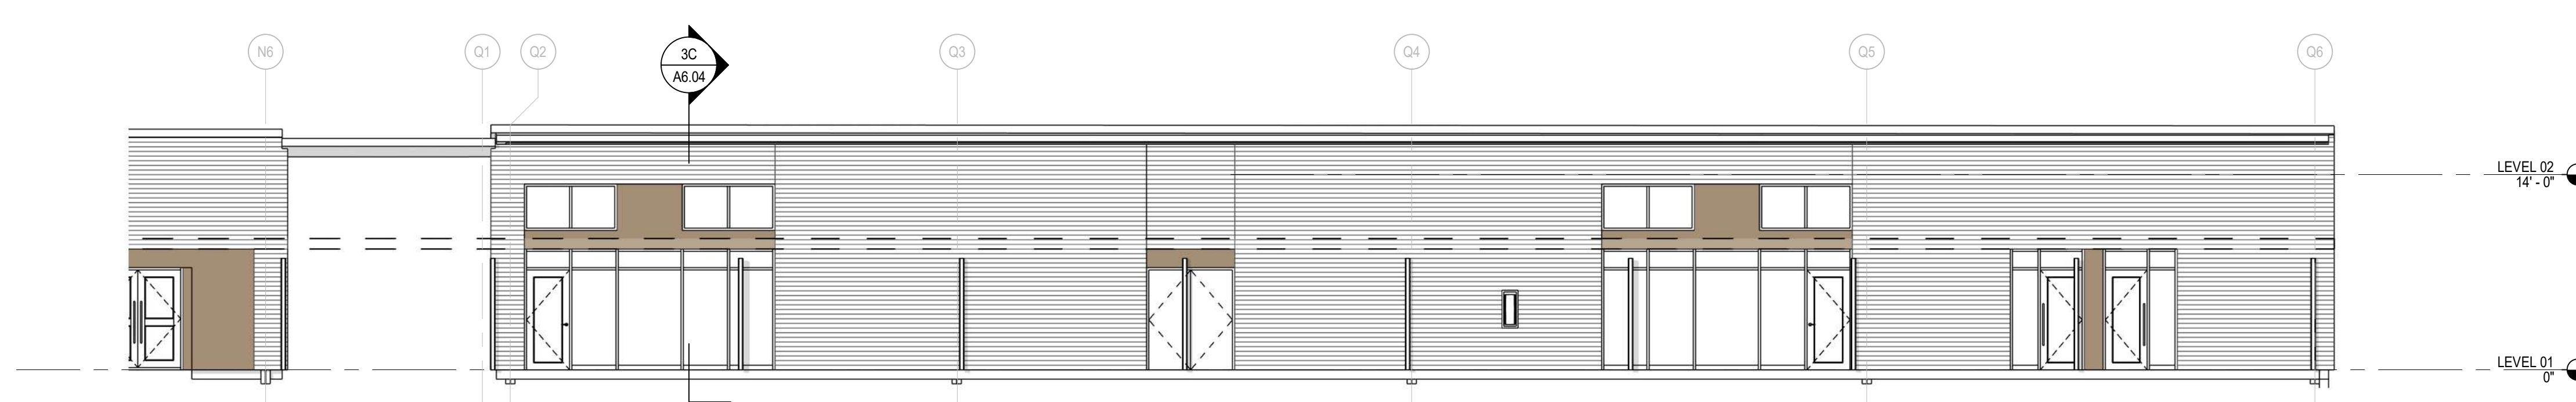 N6
Q1
Q2
3C
A6.04
Q3
Q4
Q5
Q6
LEVEL 02
14' - 0"
LEVEL 01
0"